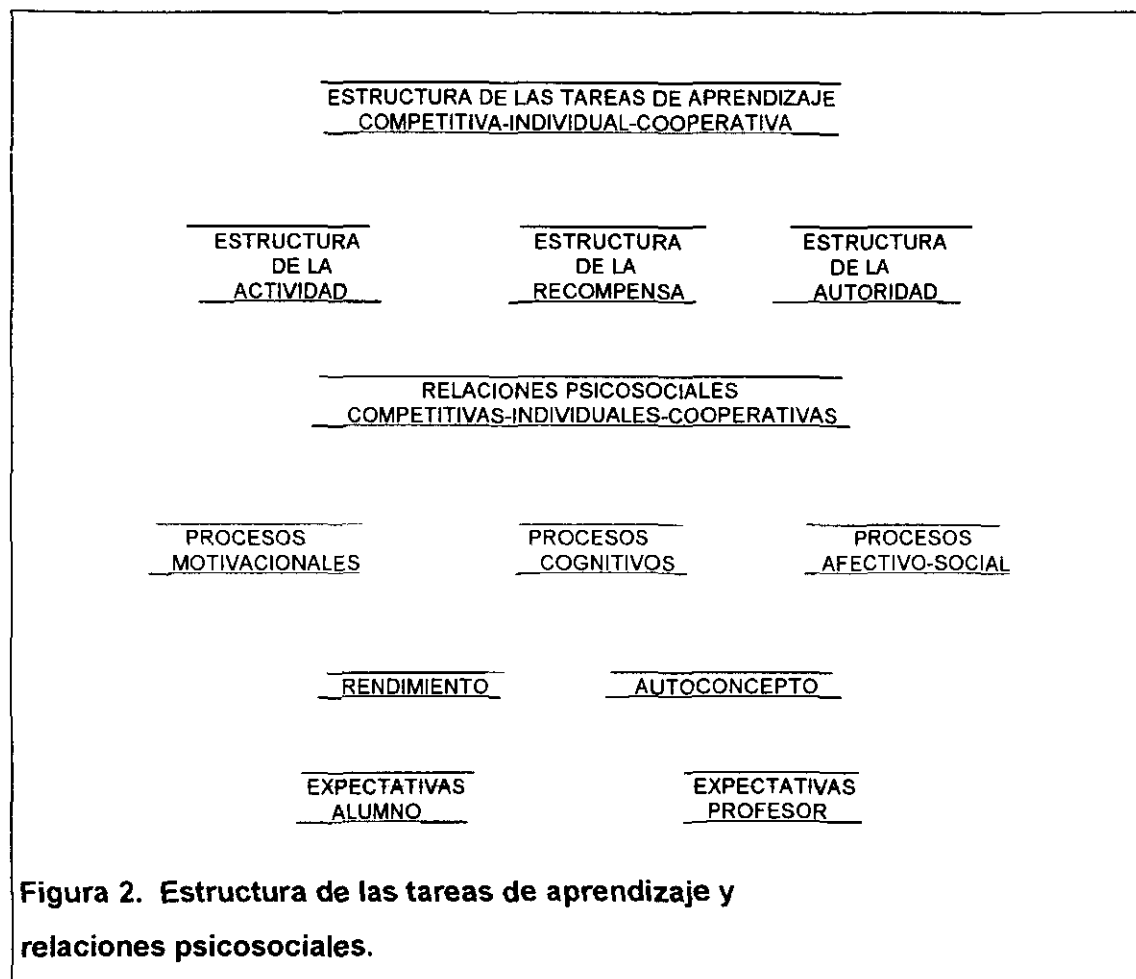 ESTRUCTURA DE LAS TAREAS DE APRENDIZAJE
COMPETITIVA-INDIVIDUAL-COOPERATIVA
ESTRUCTURA
DE LA
ACTIVIDAD
ESTRUCTURA
DE LA
RECOMPENSA
ESTRUCTURA
DE LA
AUTORIDAD
RELACIONES PSICOSOCIALES
COMPETITIVAS-INDIVIDUALES-COOPERATIVAS
PROCESOS
MOTIVACIONALES
PROCESOS
COGNITIVOS
PROCESOS
AFECTIVO-SOCIAL
RENDIMIENTO
AUTOCONCEPTO
EXPECTATIVAS
ALUMNO
EXPECTATIVAS
PROFESOR
Figura 2. Estructura de las tareas de aprendizaje y
relaciones psicosociales.